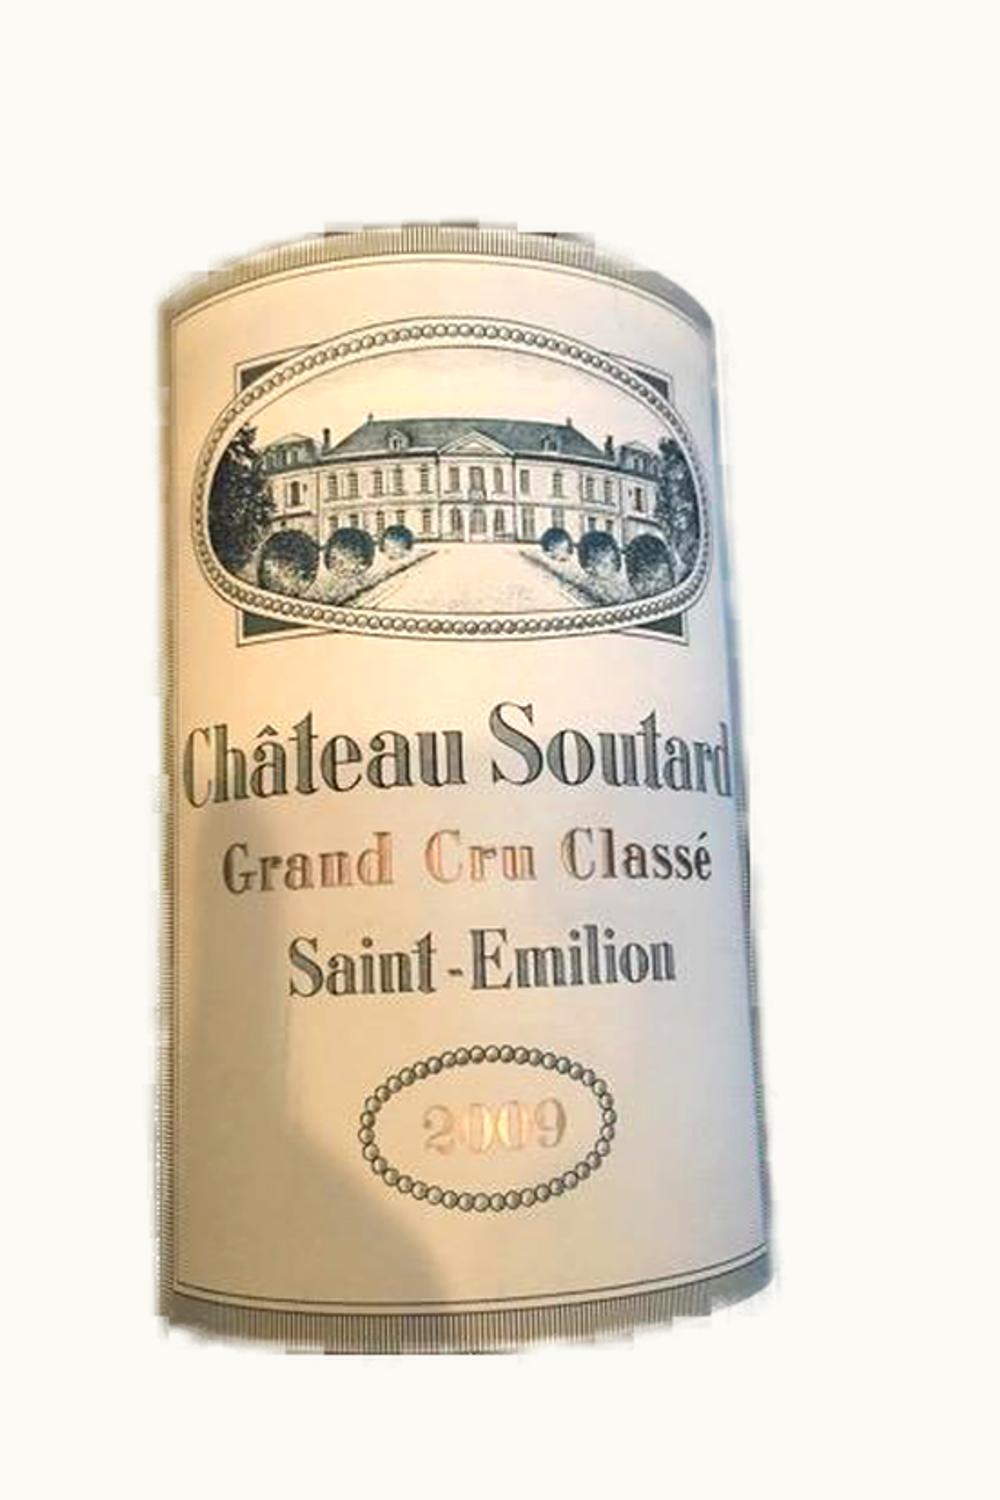 Château Soutard
Grand Cru Classé
Saint-Emilion
2009